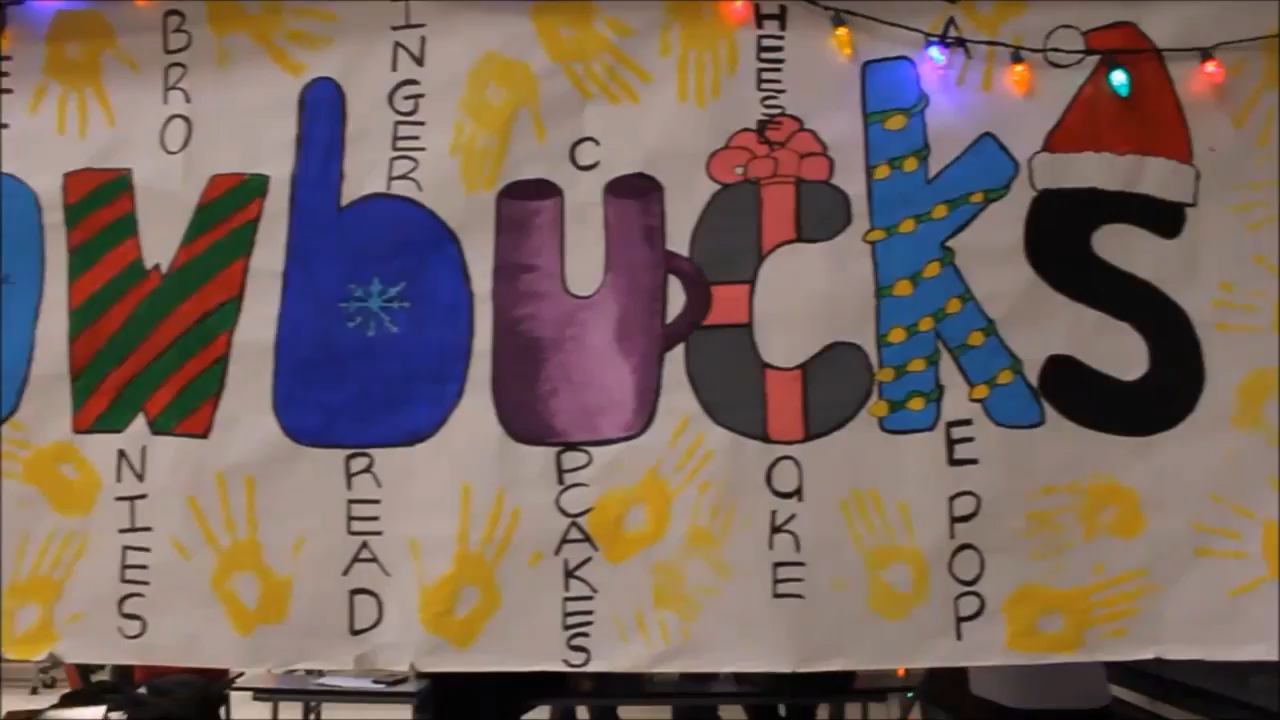 BRO
INGER
C
HEESE
A
wbucks
NIES
READ
PCAKES
AKE
E POP